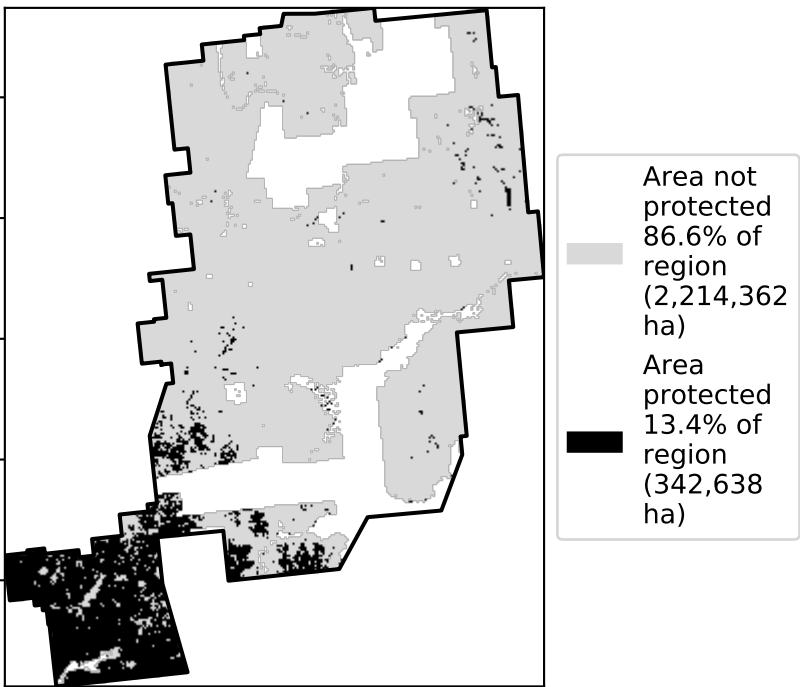 Area not
protected
86.6% of
region
(2,214,362
ha)
Area
protected
13.4% of
region
(342,638
ha)